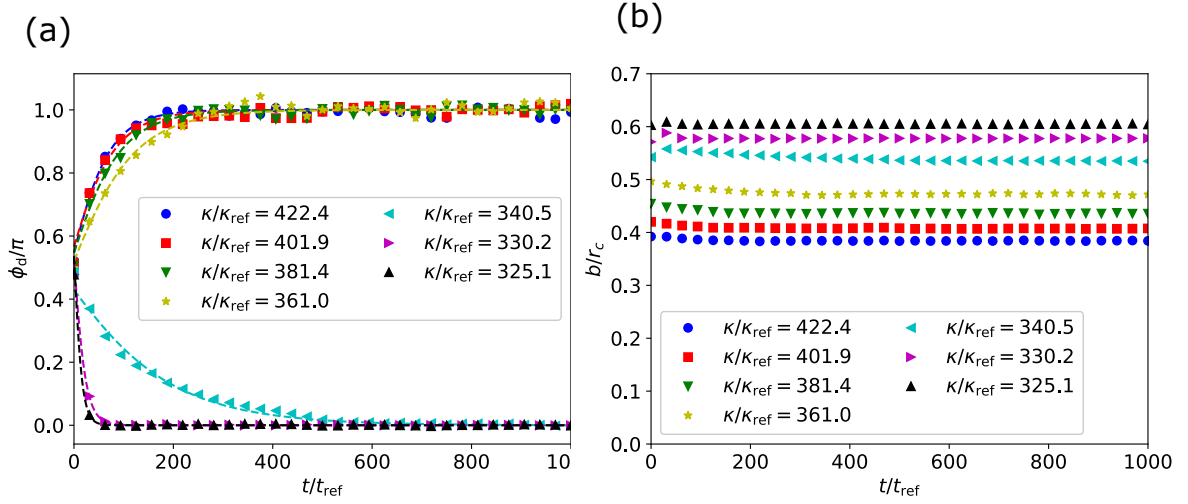 (a)
1.0
0.8
0.6
0.4
0.2
0.0
ϕd/π
κ/κref = 422.4
κ/κref = 401.9
κ/κref = 381.4
κ/κref = 361.0
κ/κref = 340.5
κ/κref = 330.2
κ/κref = 325.1
0 200 400 600 800 10
t/tref
(b)
0.7
0.6
0.5
0.4
0.3
0.2
0.1
0.0
b/rc
κ/κref = 422.4
κ/κref = 401.9
κ/κref = 381.4
κ/κref = 361.0
κ/κref = 340.5
κ/κref = 330.2
κ/κref = 325.1
0 200 400 600 800 1000
t/tref